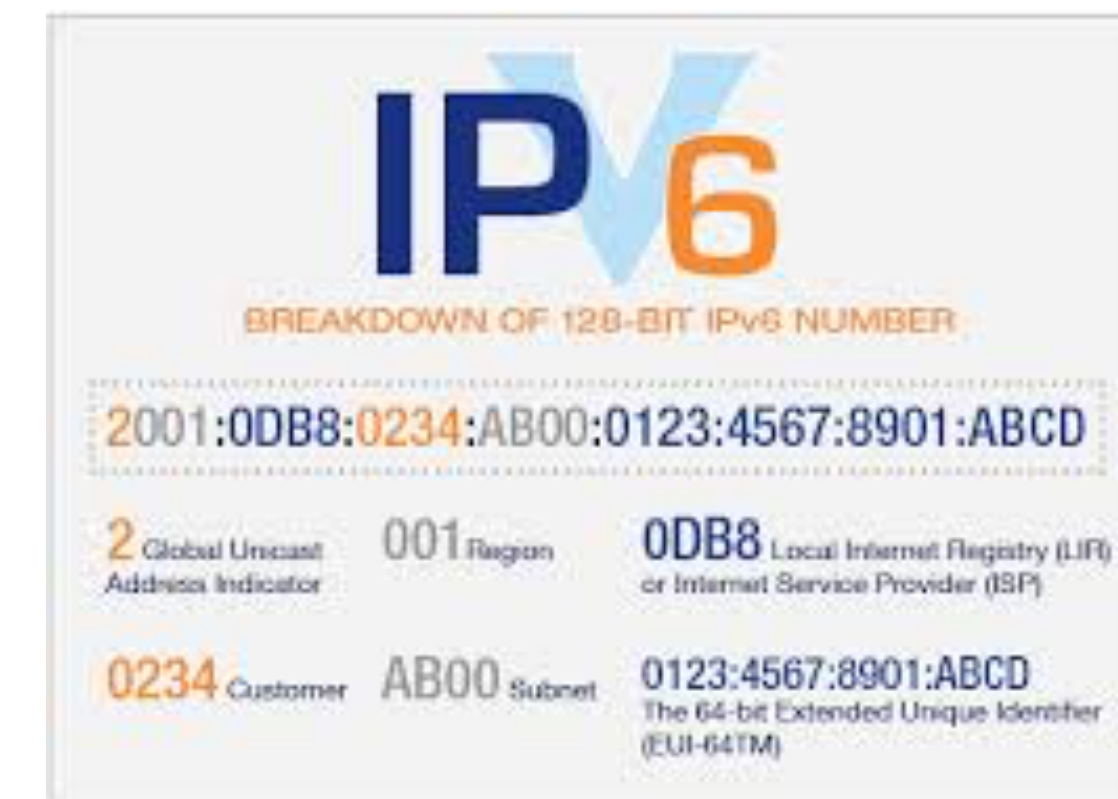 IPV6
BREAKDOWN OF 128-BIT IPv6 NUMBER
2001:0DB8:0234:AB00:0123:4567:8901:ABCD
2 Global Unicast
Address Indicator
001 Region
0DB8 Local Internet Registry (LIR)
or Internet Service Provider (ISP)
0234 Customer
AB00 Subnet
0123:4567:8901:ABCD
The 64-bit Extended Unique Identifier
(EUI-64TM)